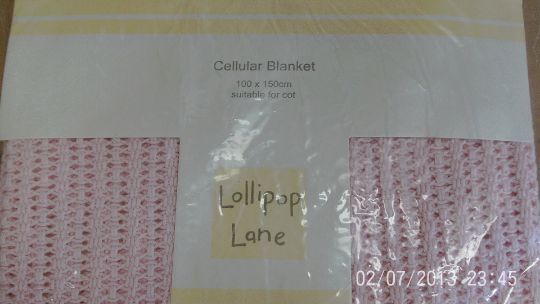 Cellular Blanket
100 x 150cm
suitable for cot
Lollipop
Lane
02/07/2013 23:45